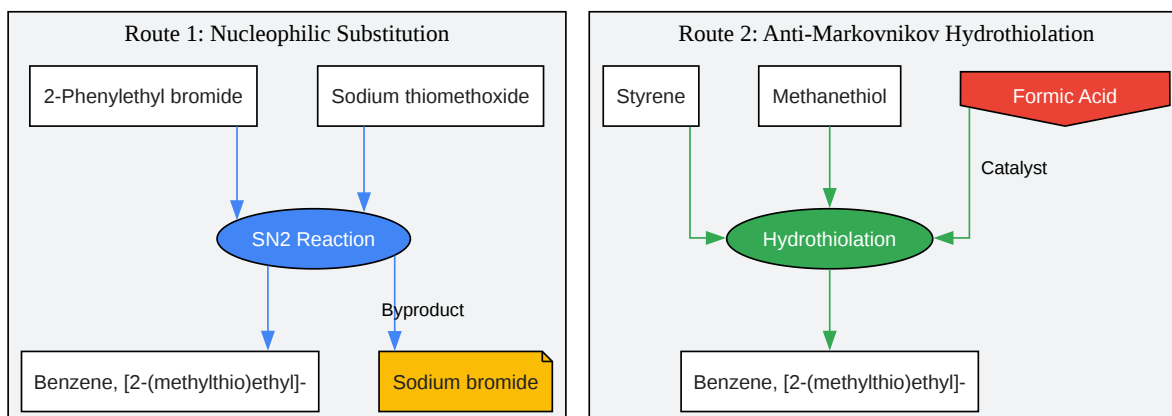 Route 1: Nucleophilic Substitution
2-Phenylethyl bromide
Sodium thiomethoxide
SN2 Reaction
Byproduct
Benzene, [2-(methylthio)ethyl]-
Sodium bromide
Route 2: Anti-Markovnikov Hydrothiolation
Styrene
Methanethiol
Formic Acid
Catalyst
Hydrothiolation
Benzene, [2-(methylthio)ethyl]-